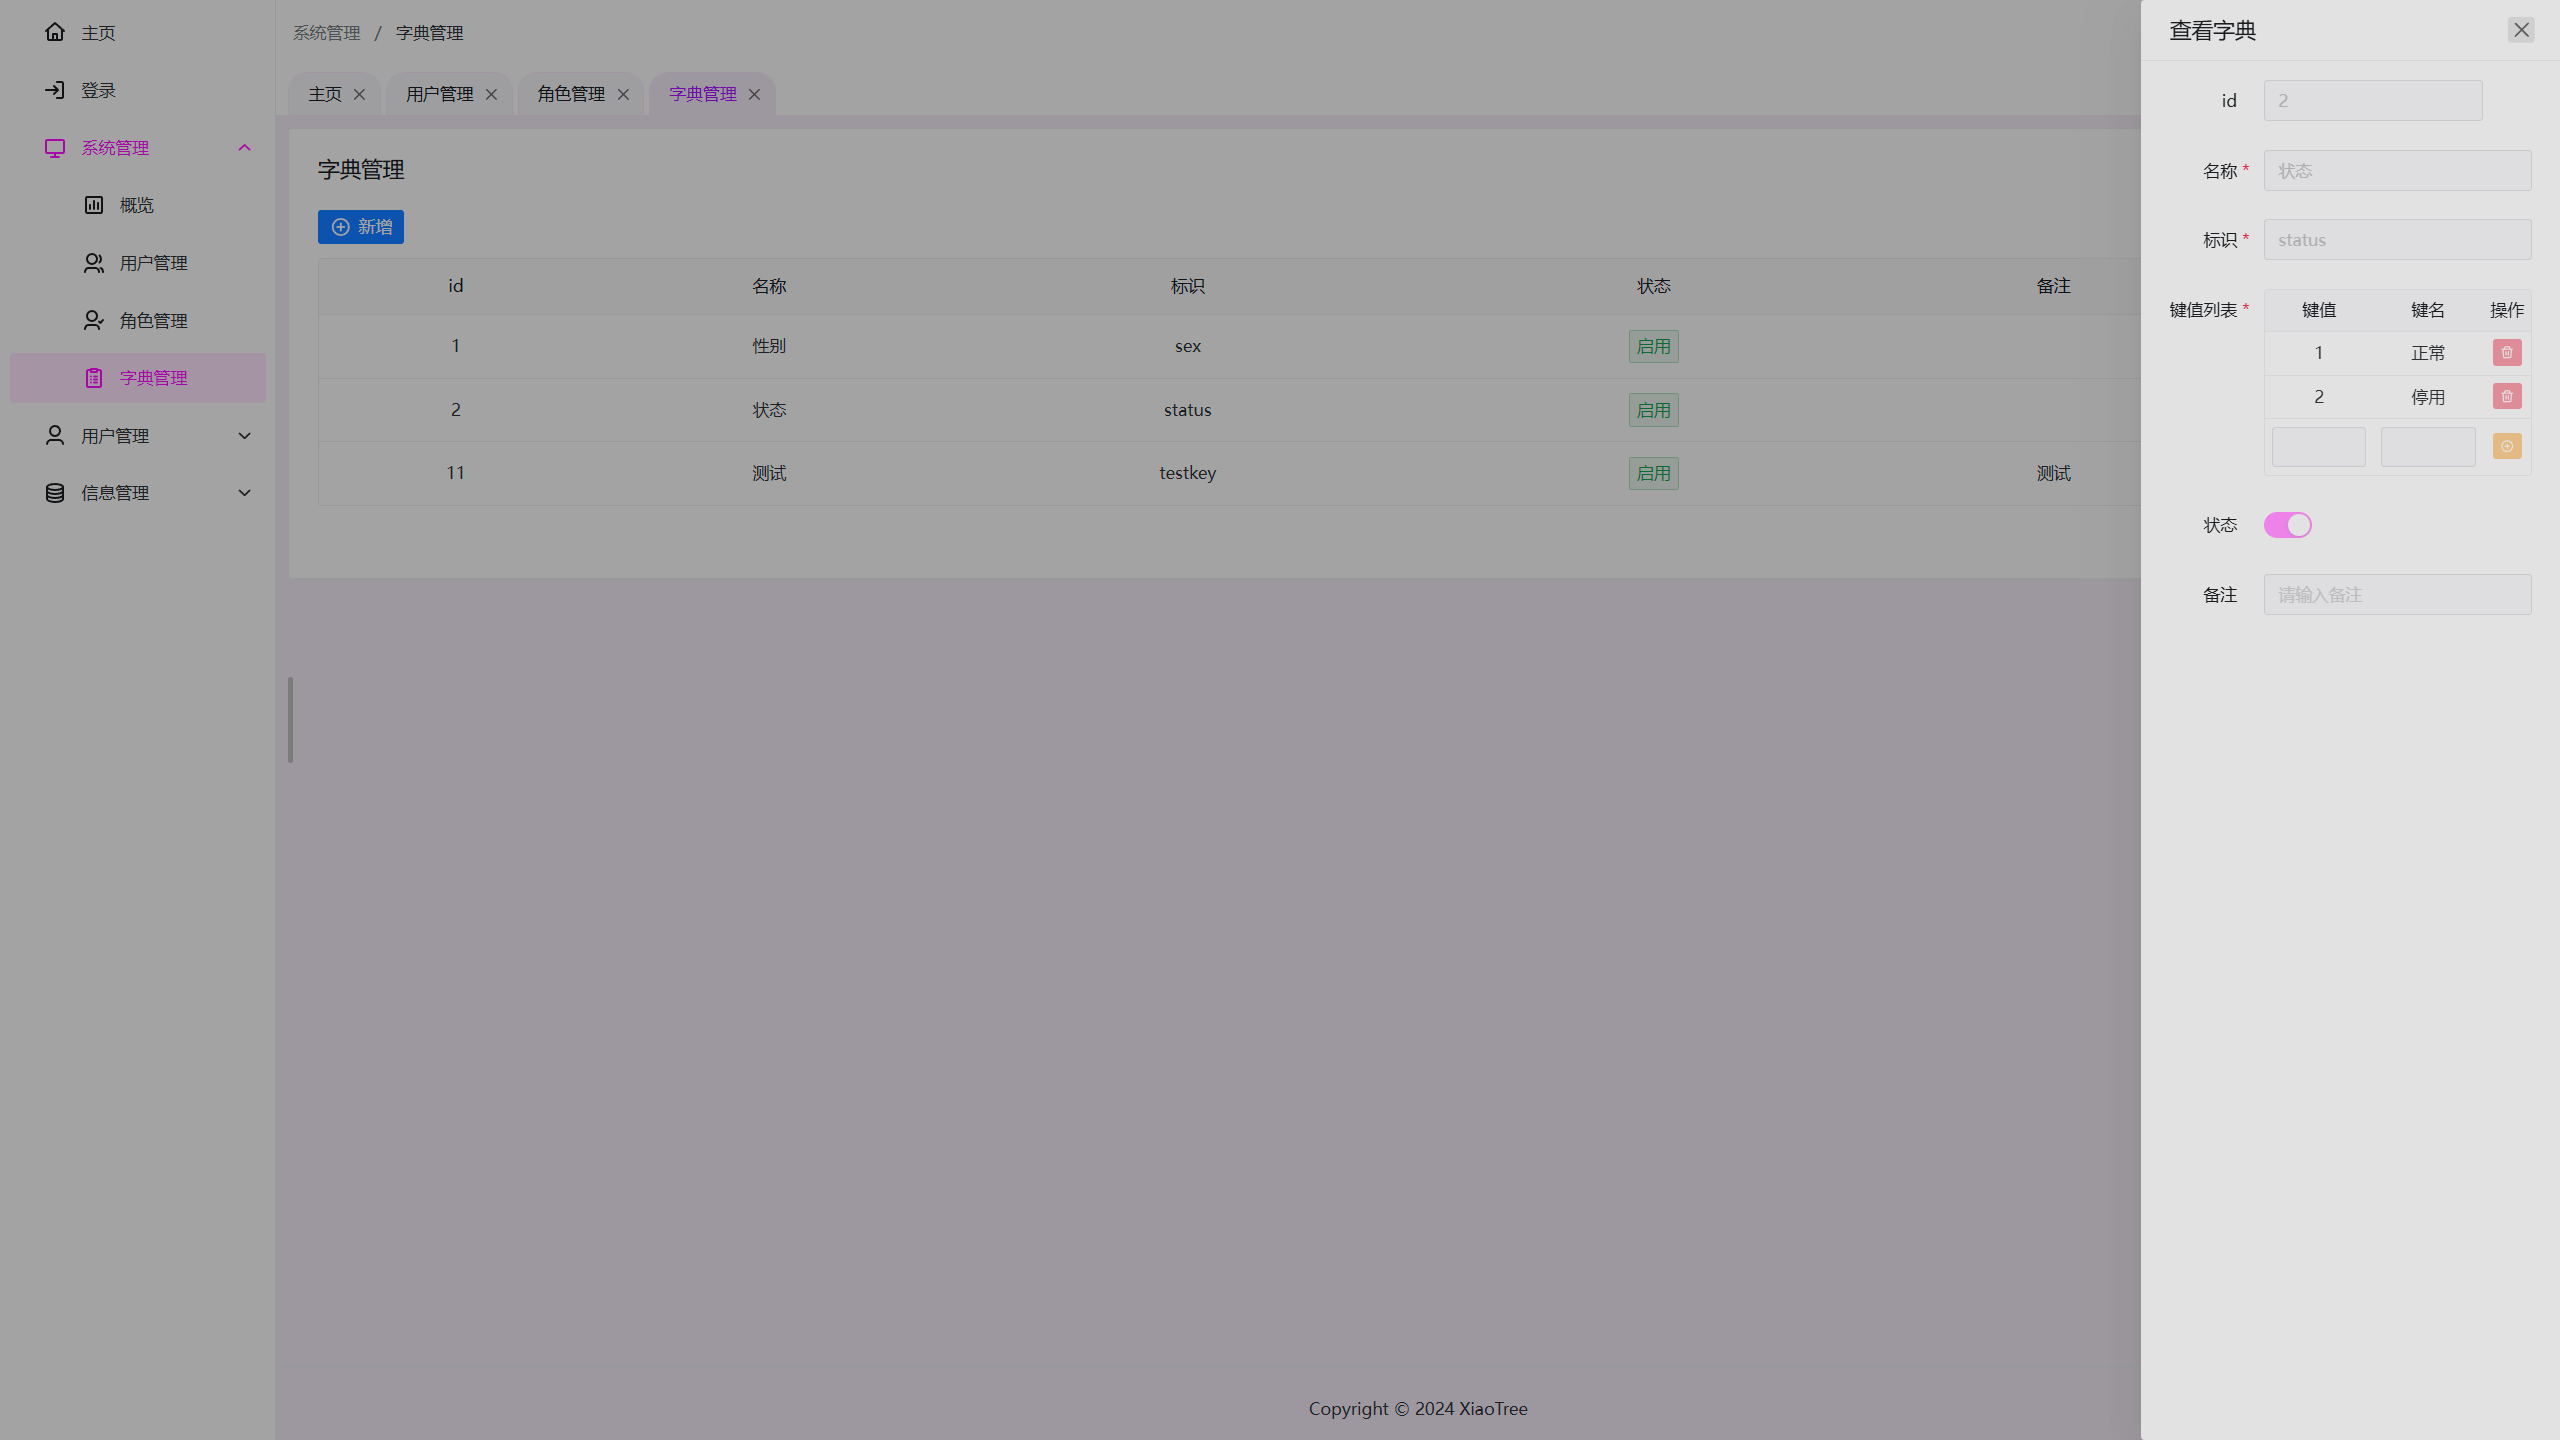 主页
登录
系统管理
概览
用户管理
角色管理
字典管理
用户管理
信息管理
系统管理 / 字典管理
主页 用户管理 角色管理 字典管理
字典管理
新增
id 名称 标识 状态 备注
1 性别 sex 启用
2 状态 status 启用
11 测试 testkey 启用 测试
Copyright © 2024 XiaoTree
查看字典
id 2
名称 * 状态
标识 * status
键值列表 * 键值 键名 操作
1 正常
2 停用
状态
备注 请输入备注